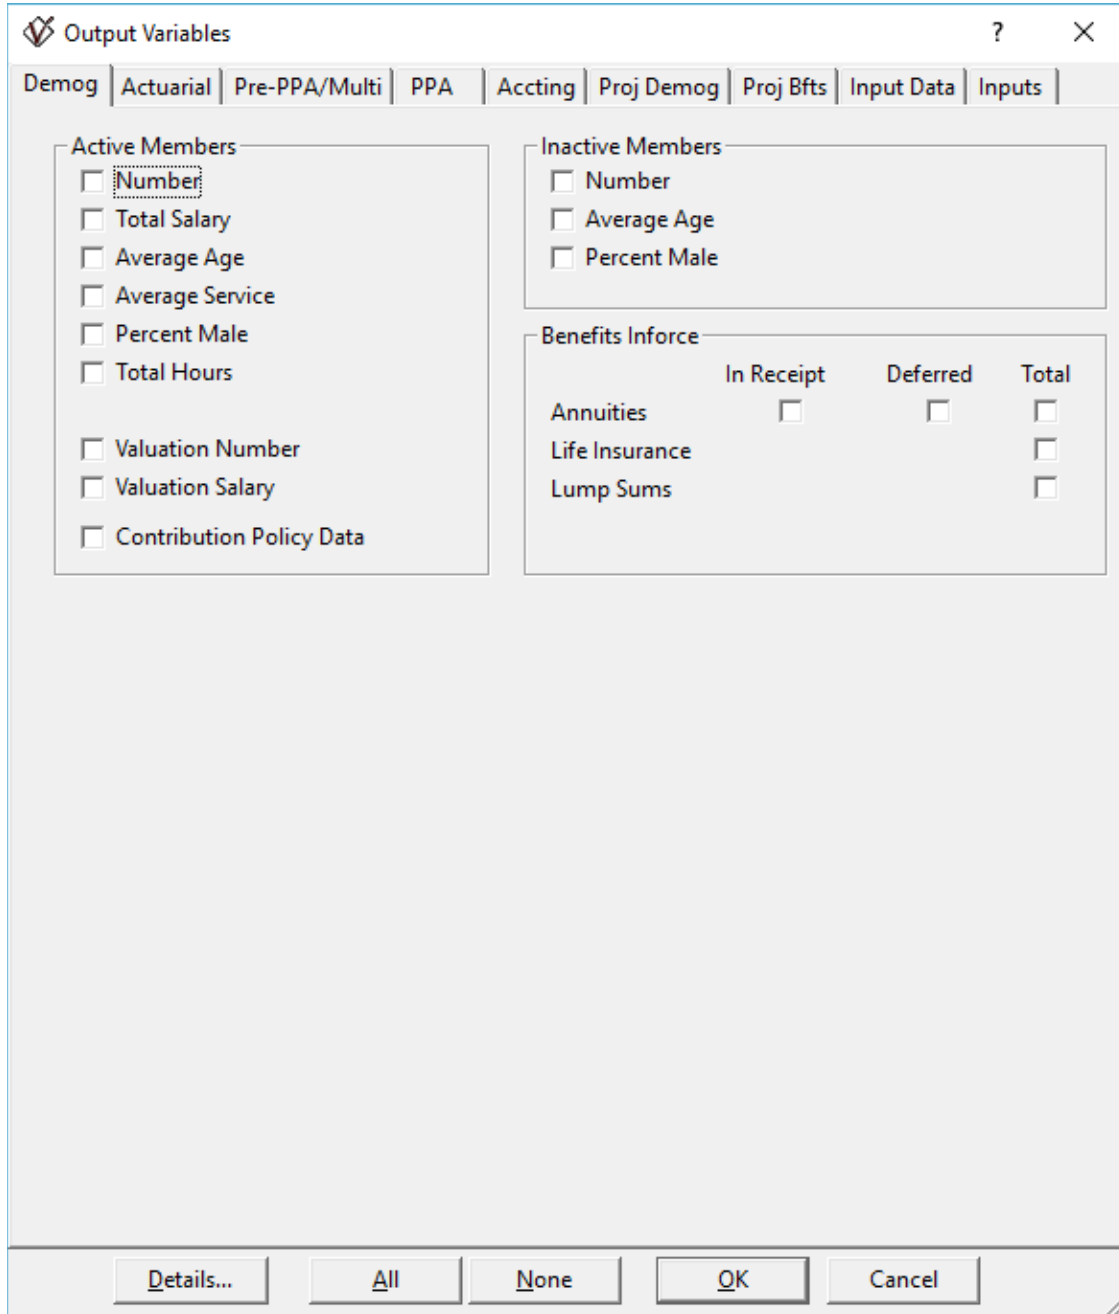 Output Variables ? ×
Demog Actuarial Pre-PPA/Multi PPA Accting Proj Demog Proj Bfts Input Data Inputs
Active Members
Number
Total Salary
Average Age
Average Service
Percent Male
Total Hours
Valuation Number
Valuation Salary
Contribution Policy Data
Inactive Members
Number
Average Age
Percent Male
Benefits Inforce
In Receipt Deferred Total
Annuities
Life Insurance
Lump Sums
Details... All None OK Cancel